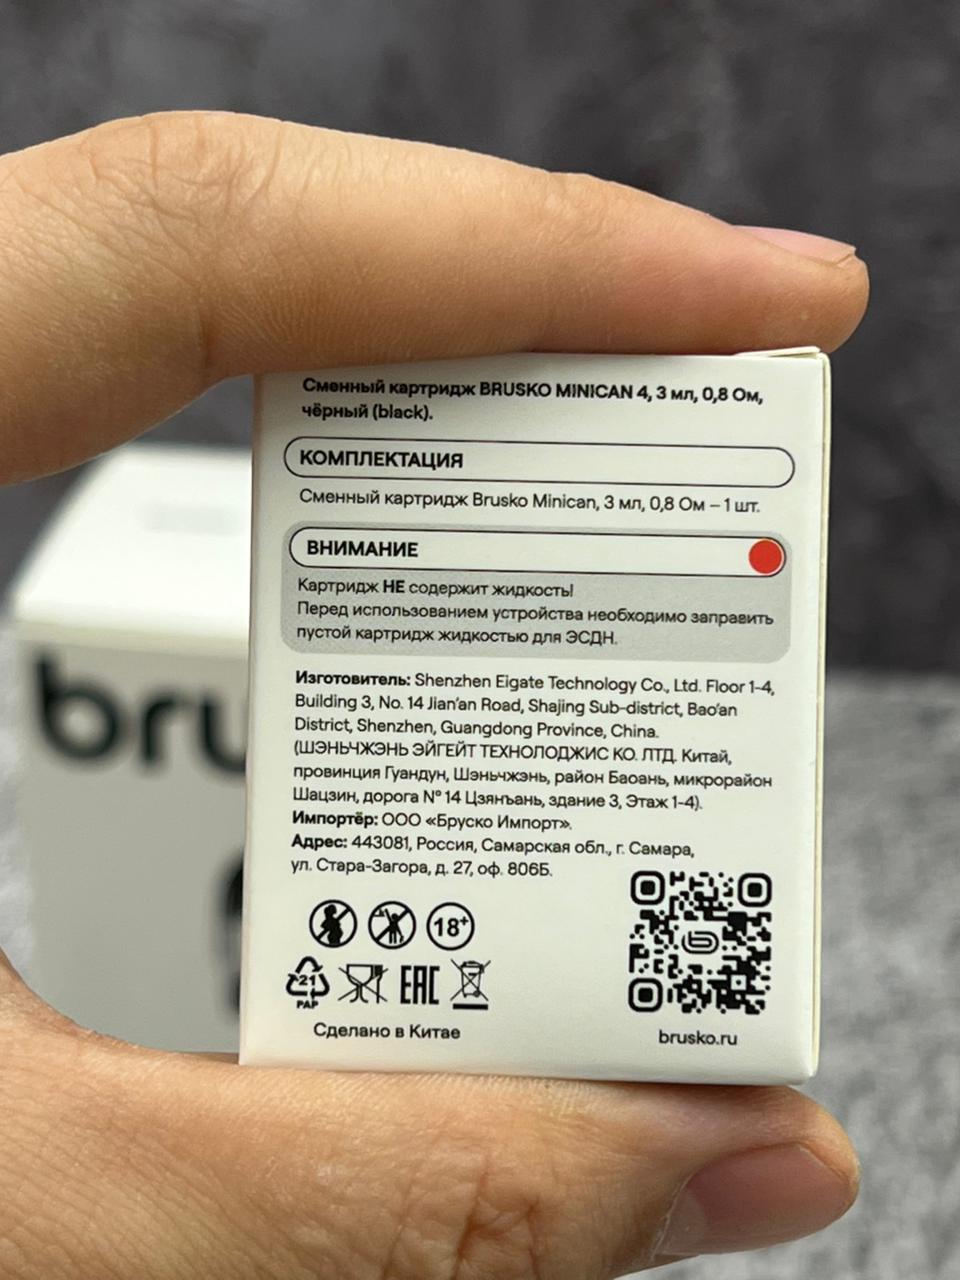 Сменный картридж BRUSKO MINICAN 4, 3 мл, 0,8 Ом,
чёрный (black).
КОМПЛЕКТАЦИЯ
Сменный картридж Brusko Minican, 3 мл, 0,8 Ом – 1 шт.
ВНИМАНИЕ
Картридж НЕ содержит жидкость!
Перед использованием устройства необходимо заправить
пустой картридж жидкостью для ЭСДН.
Изготовитель: Shenzhen Eigate Technology Co., Ltd. Floor 1-4,
Building 3, No. 14 Jian'an Road, Shajing Sub-district, Bao'an
District, Shenzhen, Guangdong Province, China.
(ШЭНЬЧЖЭНЬ ЭЙГЕЙТ ТЕХНОЛОДЖИС КО. ЛТД. Китай,
провинция Гуандун, Шэньчжэнь, район Баоань, микрорайон
Шацзин, дорога № 14 Цзянъань, здание 3, Этаж 1-4).
Импортёр: ООО «Бруско Импорт».
Адрес: 443081, Россия, Самарская обл., г. Самара,
ул. Стара-Загора, д. 27, оф. 806Б.
18+
21
PAP
EAC
Сделано в Китае
brusko.ru
bru